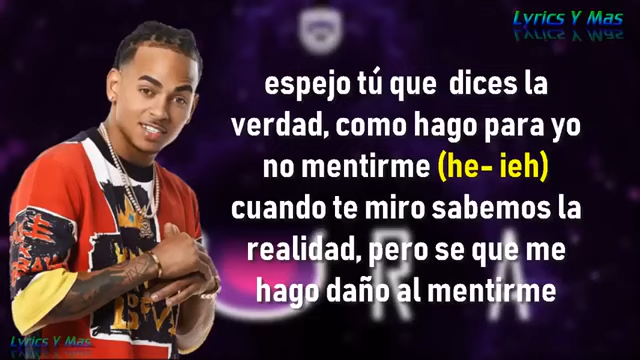 Lyrics Y Mas
espejo tú que dices la
verdad, como hago para yo
no mentirme (he- ieh)
cuando te miro sabemos la
realidad, pero se que me
hago daño al mentirme
URA
Lyrics Y Mas